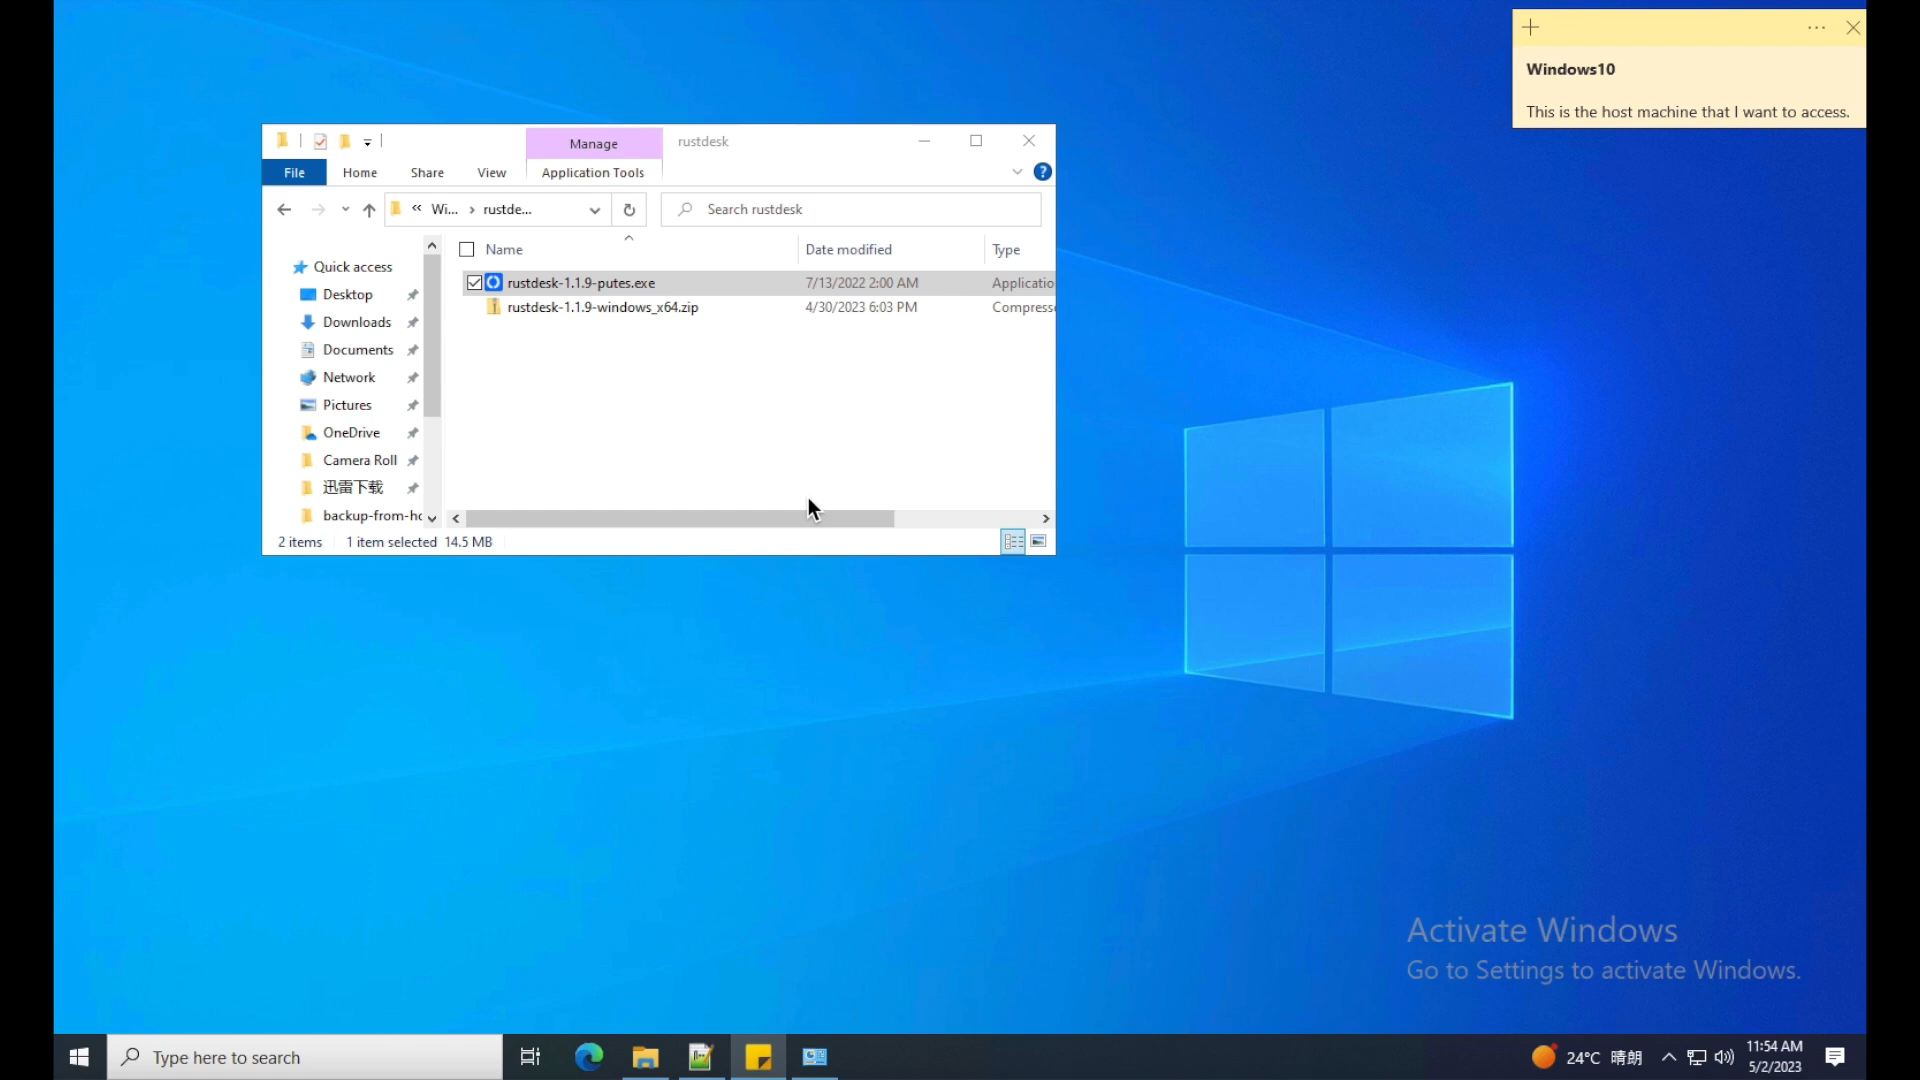 Windows10
This is the host machine that I want to access.
Manage
rustdesk
File
Home
Share
View
Application Tools
« Wi... › rustde...
Search rustdesk
Name
Date modified
Type
rustdesk-1.1.9-putes.exe
7/13/2022 2:00 AM
Applicatio
rustdesk-1.1.9-windows_x64.zip
4/30/2023 6:03 PM
Compress
Quick access
Desktop
Downloads
Documents
Network
Pictures
OneDrive
Camera Roll
迅雷下载
backup-from-hc
2 items
1 item selected 14.5 MB
Activate Windows
Go to Settings to activate Windows.
Type here to search
24°C 晴朗
11:54 AM
5/2/2023